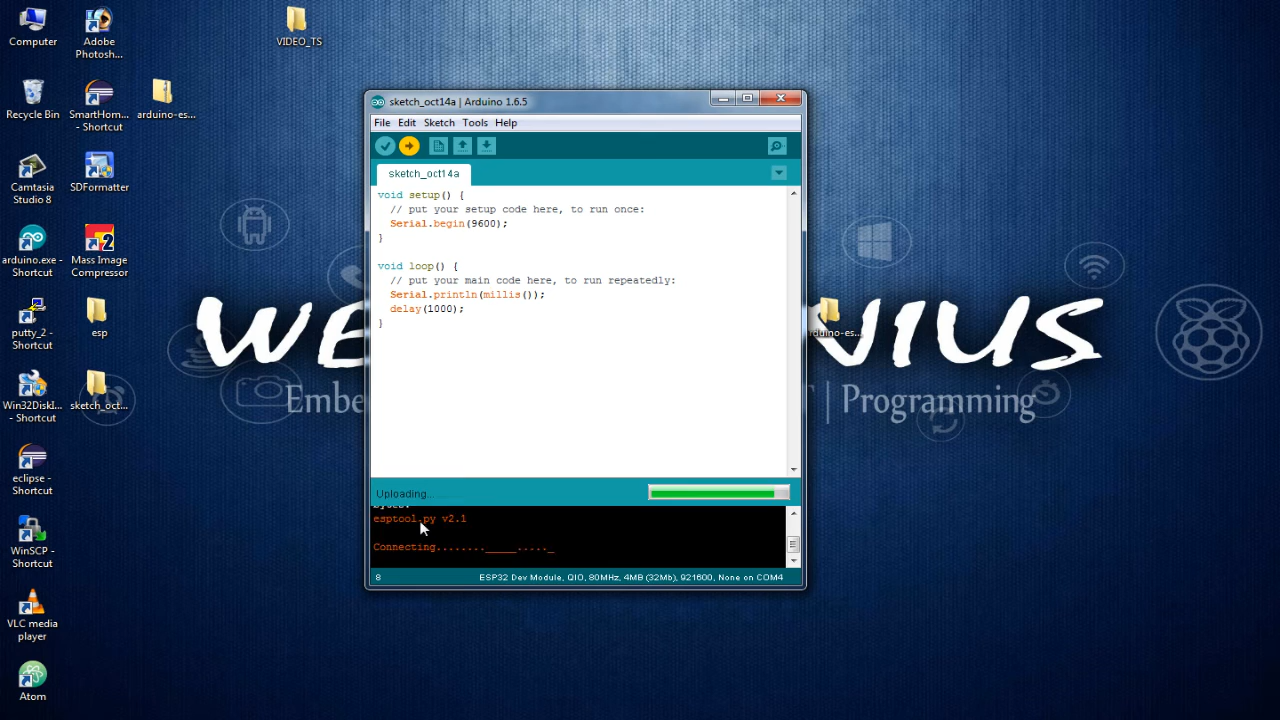 Computer
Adobe
Photosh...
VIDEO_TS
Recycle Bin
SmartHom...
- Shortcut
arduino-es...
Camtasia
Studio 8
SDFormatter
arduino.exe -
Shortcut
Mass Image
Compressor
putty_2 -
Shortcut
esp
Win32DiskI...
- Shortcut
sketch_oct...
eclipse -
Shortcut
WinSCP -
Shortcut
VLC media
player
Atom
sketch_oct14a | Arduino 1.6.5
File Edit Sketch Tools Help
sketch_oct14a
void setup() {
// put your setup code here, to run once:
Serial.begin(9600);
}
void loop() {
// put your main code here, to run repeatedly:
Serial.println(millis());
delay(1000);
}
Uploading...
esptool.py v2.1
Connecting........_____....._
8 ESP32 Dev Module, QIO, 80MHz, 4MB (32Mb), 921600, None on COM4
| Programming